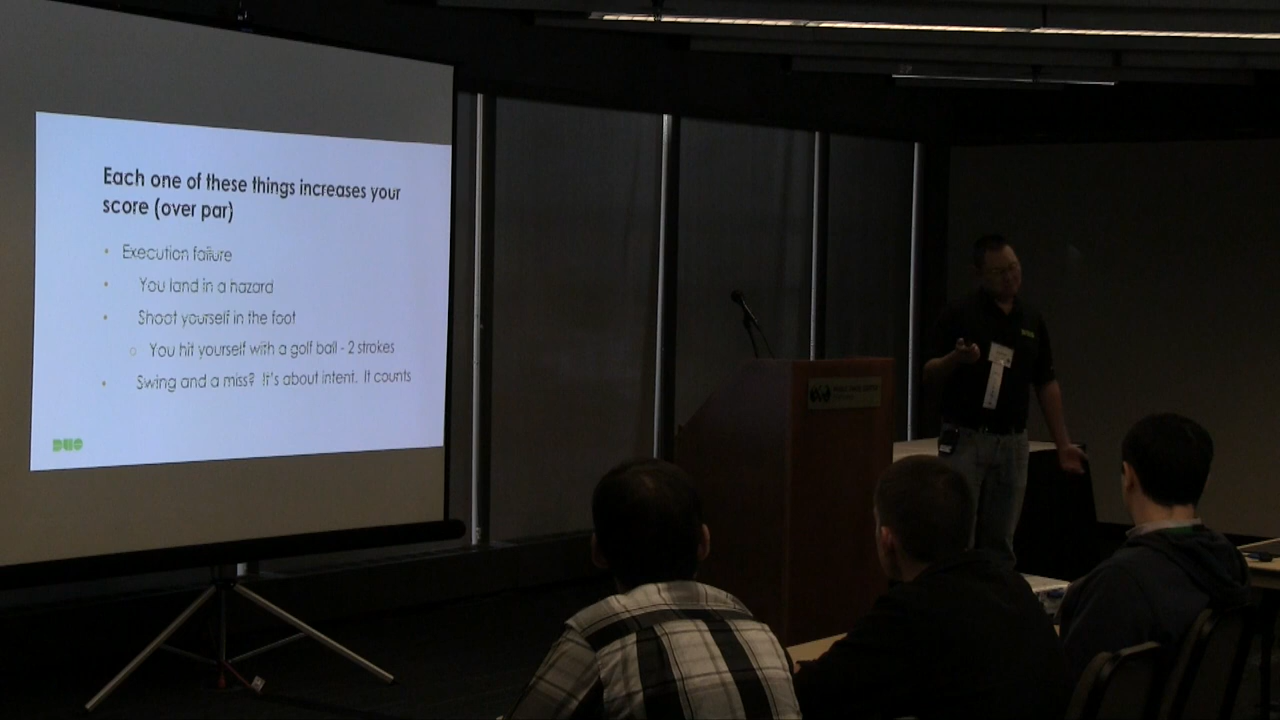 Each one of these things increases your
score (over par)
Execution failure
You land in a hazard
Shoot yourself in the foot
You hit yourself with a golf ball - 2 strokes
Swing and a miss? It's about intent. It counts
DUO